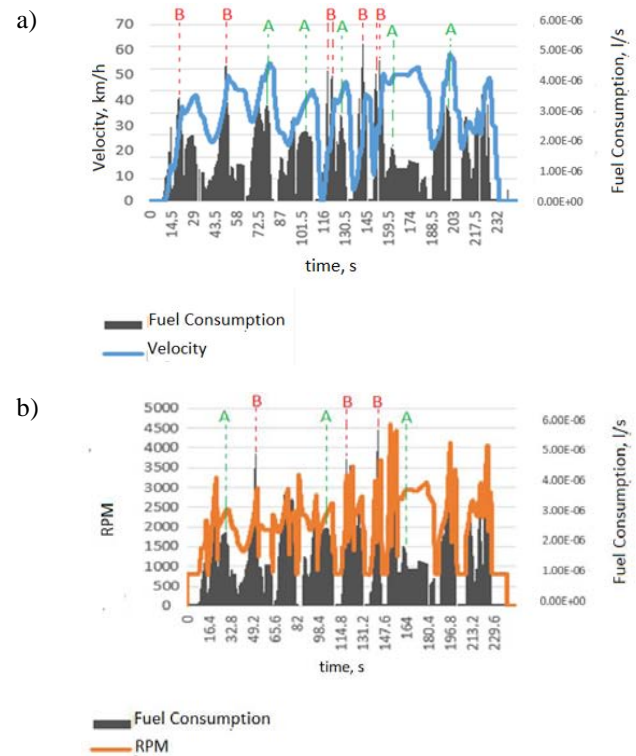 a)
B B A A B A B A A
70
60
50
40
30
20
10
0
Velocity, km/h
6.00E-06
5.00E-06
4.00E-06
3.00E-06
2.00E-06
1.00E-06
0.00E+00
Fuel Consumption, l/s
0 14.5 29 43.5 58 72.5 87 101.5 116 130.5 145 159.5 174 188.5 203 217.5 232
time, s
Fuel Consumption
Velocity
b)
A B A B B A
5000
4500
4000
3500
3000
2500
2000
1500
1000
500
0
RPM
6.00E-06
5.00E-06
4.00E-06
3.00E-06
2.00E-06
1.00E-06
0.00E+00
Fuel Consumption, l/s
0 16.4 32.8 49.2 65.6 82 98.4 114.8 131.2 147.6 164 180.4 196.8 213.2 229.6
time, s
Fuel Consumption
RPM